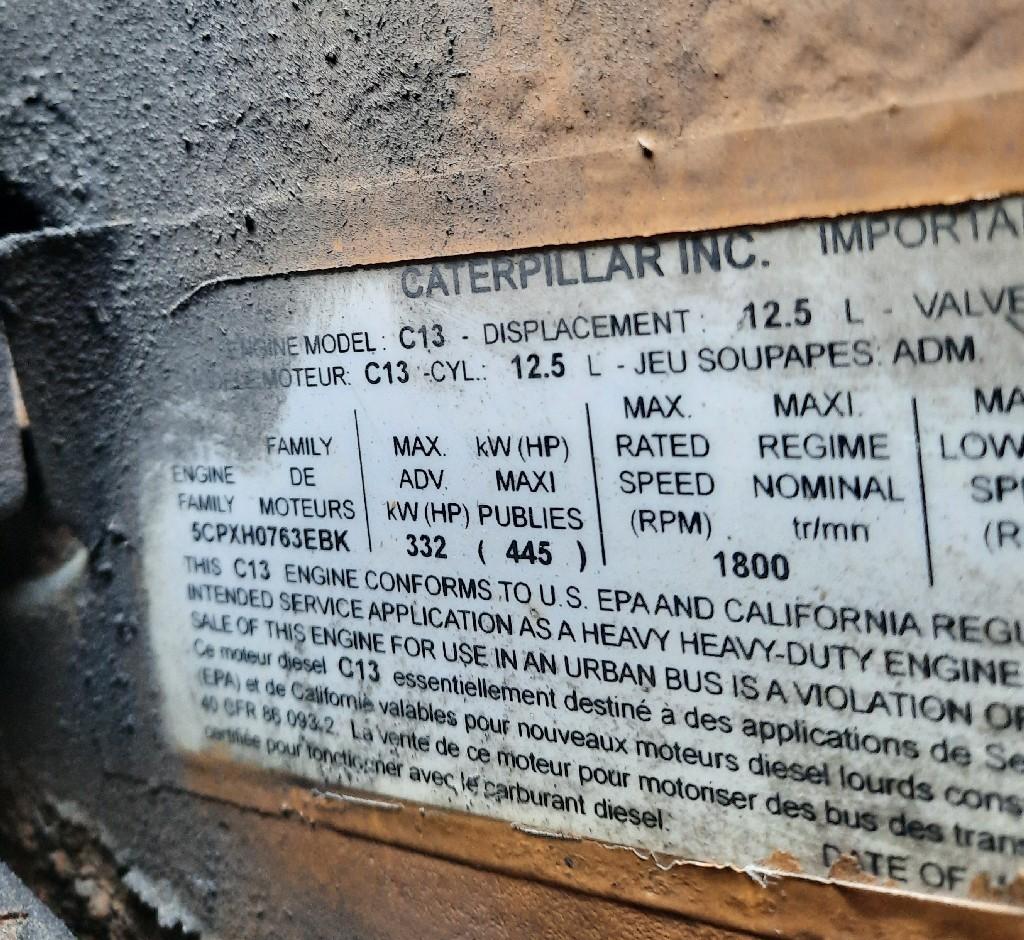 CATERPILLAR INC. IMPORTA
ENGINE MODEL: C13 - DISPLACEMENT: 12.5 L - VALVE
MOTEUR: C13 -CYL.: 12.5 L - JEU SOUPAPES: ADM.
MAX. MAXI. MA
FAMILY MAX. kW (HP) RATED REGIME LOW
ENGINE DE ADV. MAXI SPEED NOMINAL SP
FAMILY MOTEURS kW (HP) PUBLIES (RPM) tr/mn (R
5CPXH0763EBK 332 ( 445 ) 1800
THIS C13 ENGINE CONFORMS TO U.S. EPA AND CALIFORNIA REGU
INTENDED SERVICE APPLICATION AS A HEAVY HEAVY-DUTY ENGINE
SALE OF THIS ENGINE FOR USE IN AN URBAN BUS IS A VIOLATION OF
Ce moteur diesel C13 essentiellement destiné à des applications de Se
(EPA) et de Californie valables pour nouveaux moteurs diesel lourds cons
40 CFR 86 093-2. La vente de ce moteur pour motoriser des bus des trans
certifiée pour fonctionner avec le carburant diesel.
DATE OF